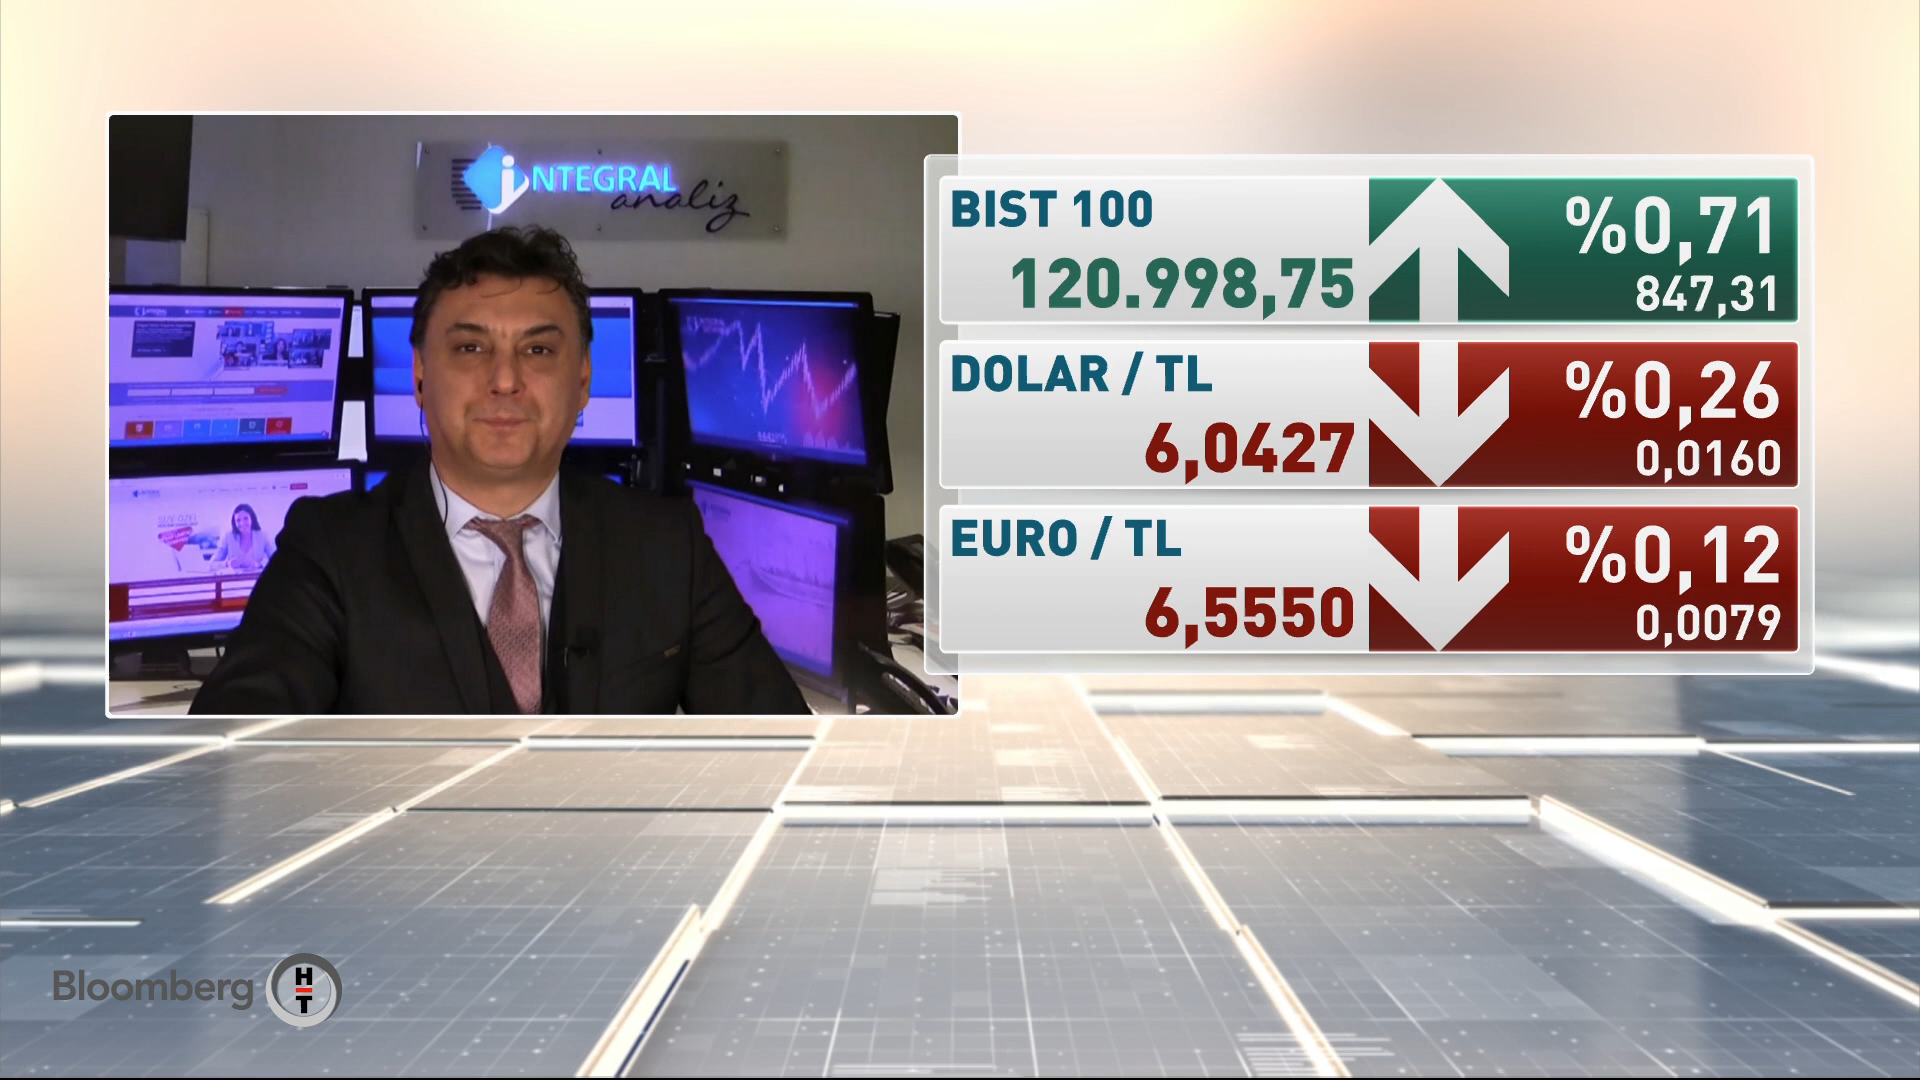 iNTEGRAL
analiz
BIST 100
120.998,75
%0,71
847,31
DOLAR / TL
6,0427
%0,26
0,0160
EURO / TL
6,5550
%0,12
0,0079
Bloomberg HT